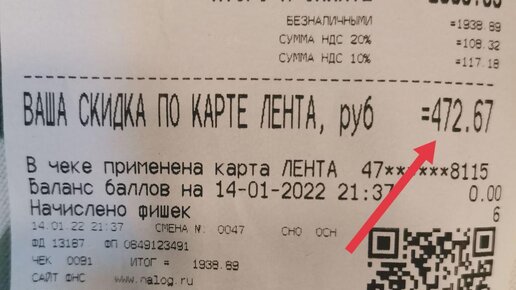 БЕЗНАЛИЧНЫМИ =1938.89
СУММА НДС 20% =108.32
СУММА НДС 10% =117.18
ВАША СКИДКА ПО КАРТЕ ЛЕНТА, руб =472.67
В чеке применена карта ЛЕНТА 47******8115
Баланс баллов на 14-01-2022 21:37 0.00
Начислено фишек 6
14.01.22 21:37 СМЕНА №. 0047 СНО ОСН
ФД 13187 ФП 0849123491
ЧЕК 0091 ИТОГ = 1938.89
САЙТ ФНС www.nalog.ru